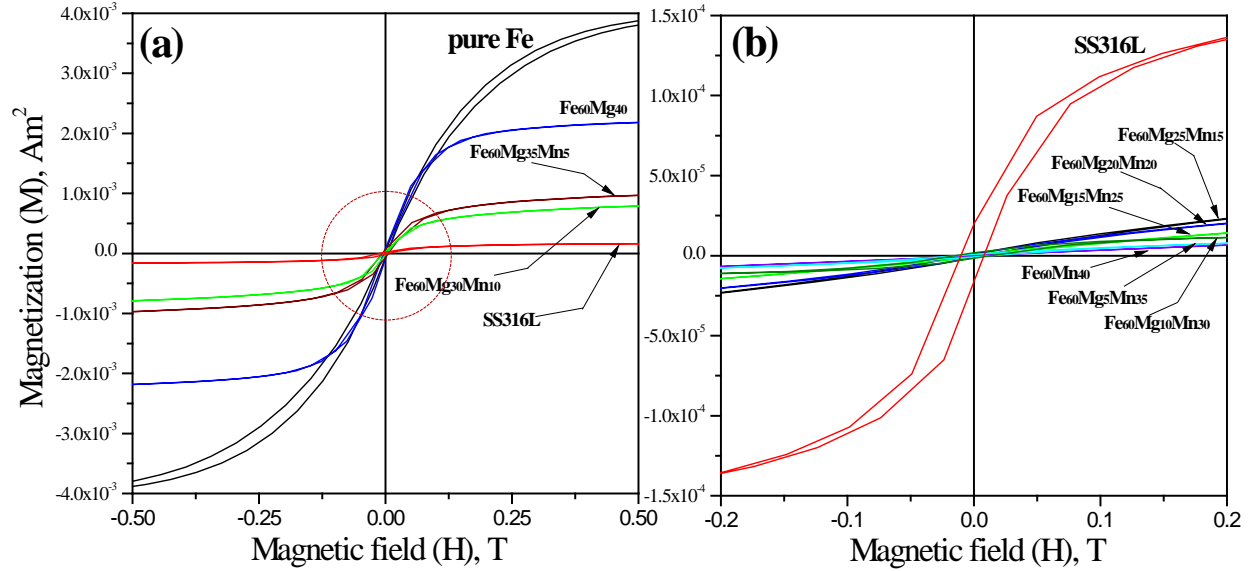 (a)
pure Fe
Fe60Mg40
Fe60Mg35Mn5
Fe60Mg30Mn10
SS316L
4.0x10-3
3.0x10-3
2.0x10-3
1.0x10-3
0.0
-1.0x10-3
-2.0x10-3
-3.0x10-3
-4.0x10-3
Magnetization (M), Am2
-0.50
-0.25
0.00
0.25
0.50
Magnetic field (H), T
(b)
SS316L
Fe60Mg25Mn15
Fe60Mg20Mn20
Fe60Mg15Mn25
Fe60Mn40
Fe60Mg5Mn35
Fe60Mg10Mn30
1.5x10-4
1.0x10-4
5.0x10-5
0.0
-5.0x10-5
-1.0x10-4
-1.5x10-4
-0.2
-0.1
0.0
0.1
0.2
Magnetic field (H), T